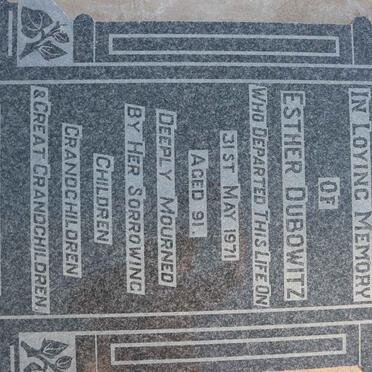 IN LOVING MEMORY
OF
ESTHER DUBOWITZ
WHO DEPARTED THIS LIFE ON
31ST MAY 1971
AGED 91
DEEPLY MOURNED
BY HER SORROWING
CHILDREN
GRANDCHILDREN
& GREAT GRANDCHILDREN